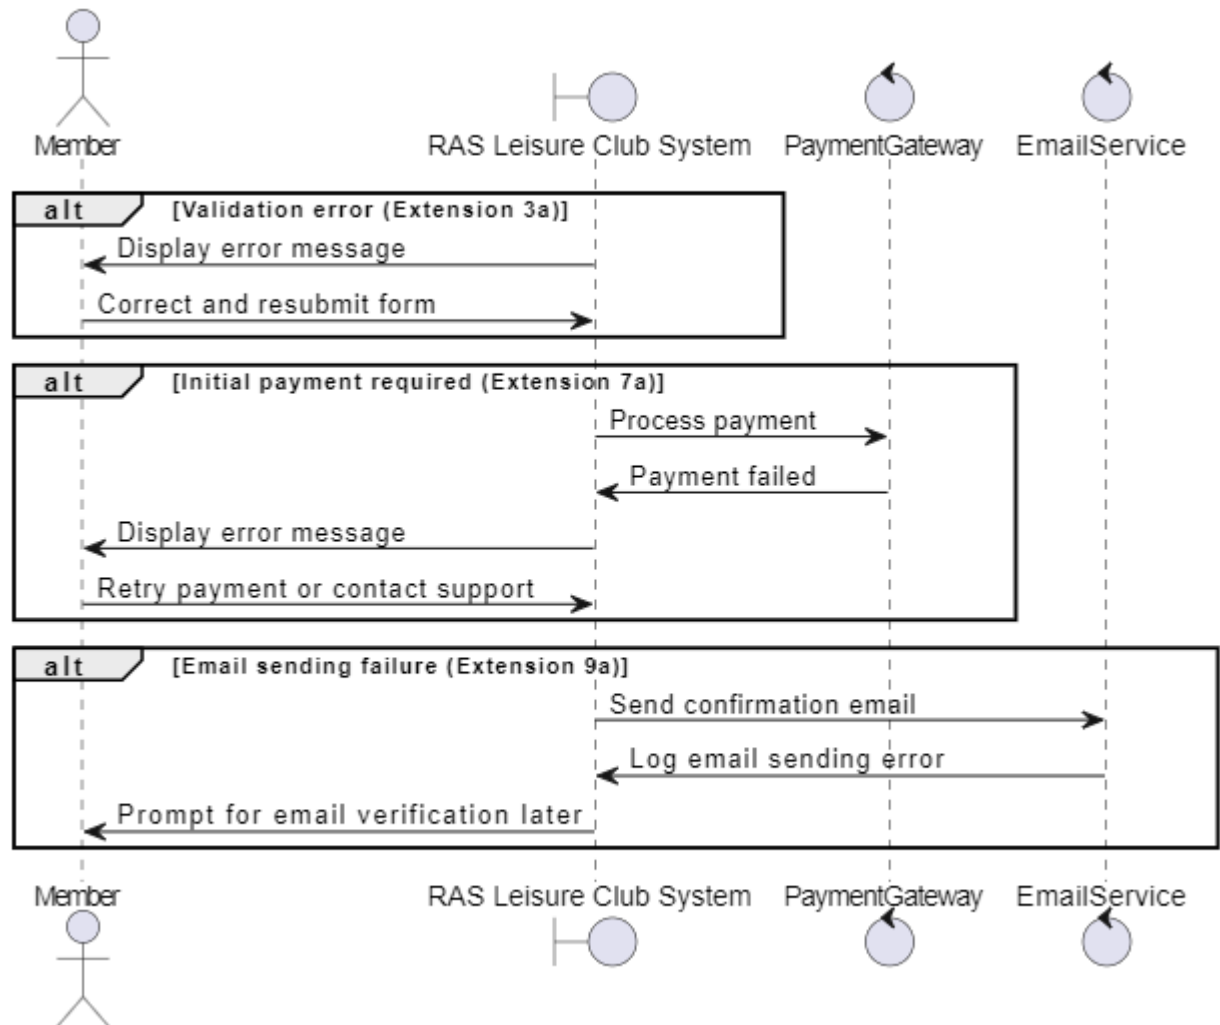 Member
RAS Leisure Club System
PaymentGateway
EmailService
alt [Validation error (Extension 3a)]
Display error message
Correct and resubmit form
alt [Initial payment required (Extension 7a)]
Process payment
Payment failed
Display error message
Retry payment or contact support
alt [Email sending failure (Extension 9a)]
Send confirmation email
Log email sending error
Prompt for email verification later
Member
RAS Leisure Club System
PaymentGateway
EmailService